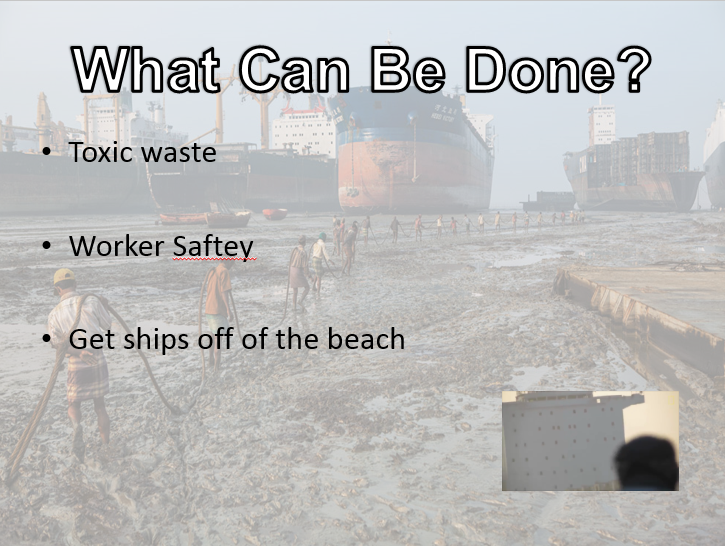 What Can Be Done?
• Toxic waste
• Worker Saftey
• Get ships off of the beach